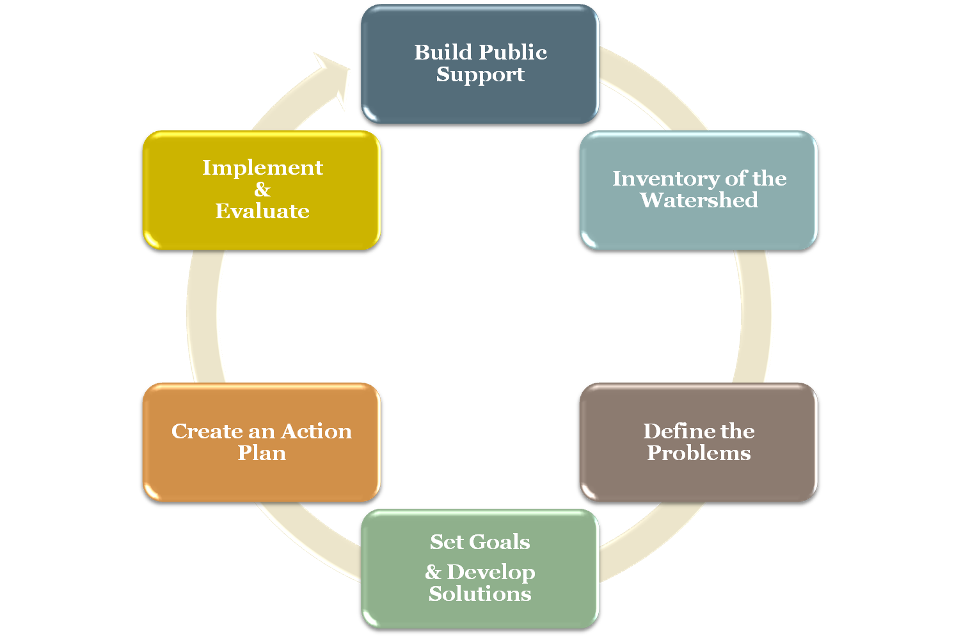 Build Public
Support
Inventory of the
Watershed
Define the
Problems
Set Goals
& Develop
Solutions
Create an Action
Plan
Implement
&
Evaluate